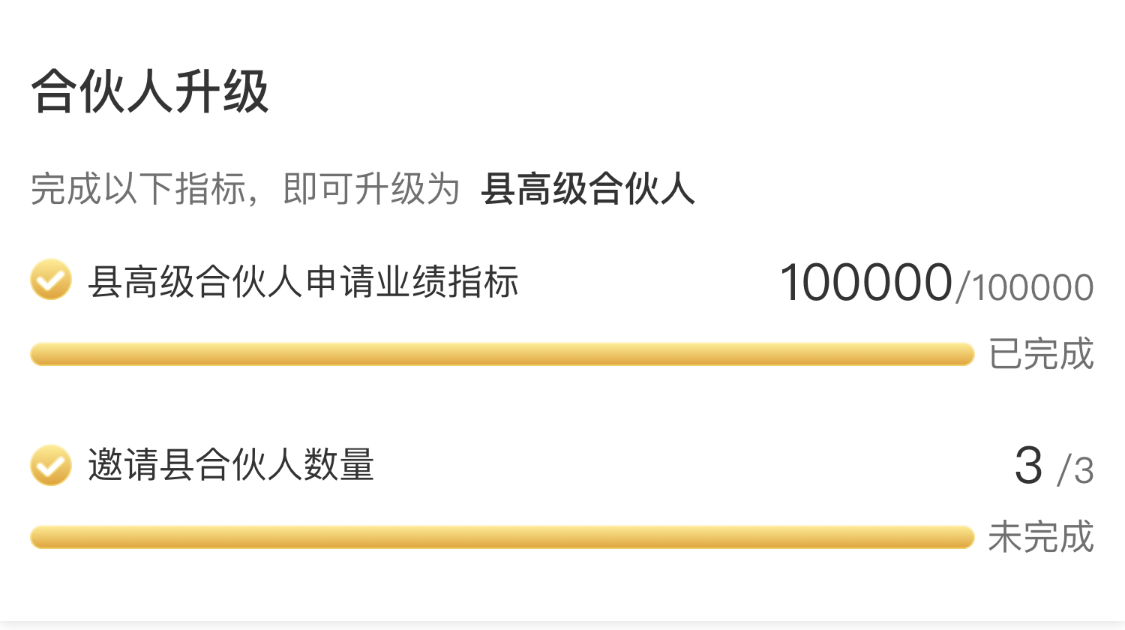 合伙人升级
完成以下指标，即可升级为 县高级合伙人
县高级合伙人申请业绩指标 100000/100000
已完成
邀请县合伙人数量 3 /3
未完成